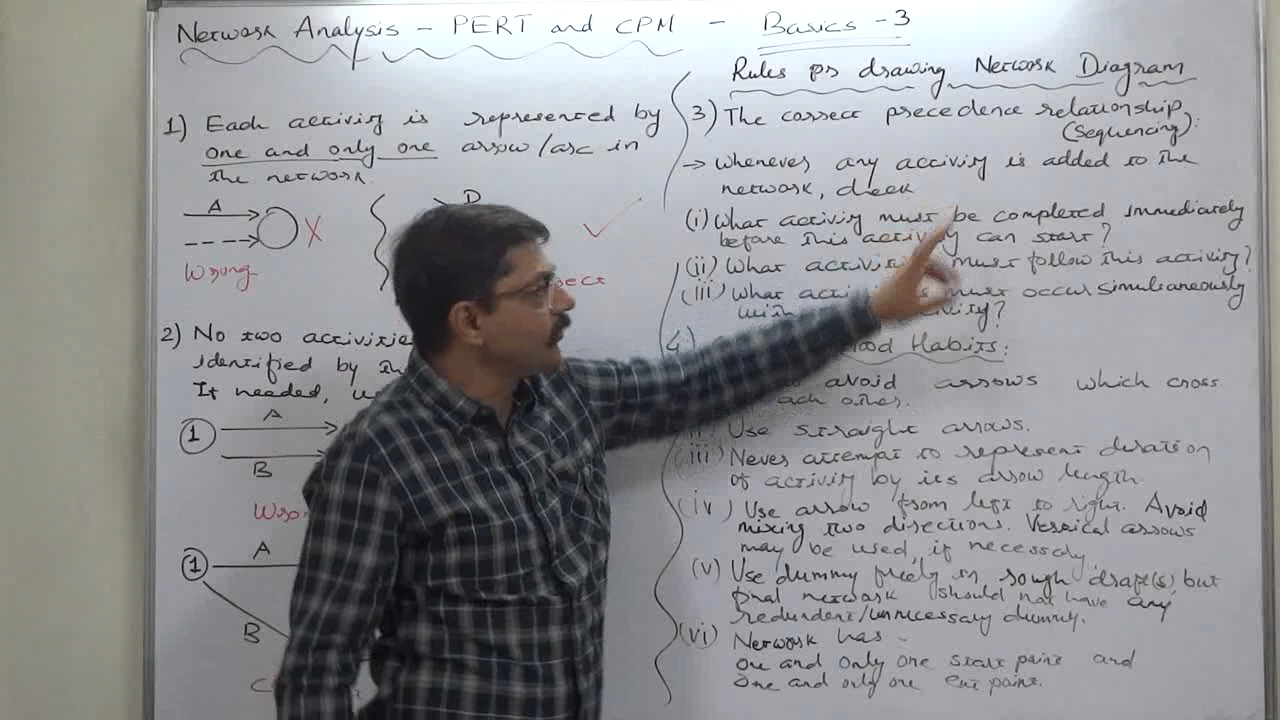 Network Analysis - PERT and CPM - Basics - 3
Rules for drawing Network Diagram
1) Each activity is represented by
one and only one arrow/arc in
the network.
A
D
X
Wrong
2) No two activitie
identified by th
It needed, us
1
A
B
Wron
1
A
B
3) The correct precedence relationship
(sequencing):
→ Whenever any activity is added to the
network, check
(i) What activity must be completed immediately
before this activity can start?
(ii) What activities must follow this activity?
(iii) What activities must occur simultaneously
with
4)
Habits:
avoid arrows which cross
each other.
Use straight arrows.
(iii) Never attempt to represent duration
of activity by its arrow length
(iv) Use arrow from left to right. Avoid
mixing two directions. Vertical arrows
may be used, if necessary
(v) Use dummy freely in rough draft(s) but
final network should not have any
redundent/unnecessary dummy.
(vi) Network has -
One and only one start point and
One and only one end point.